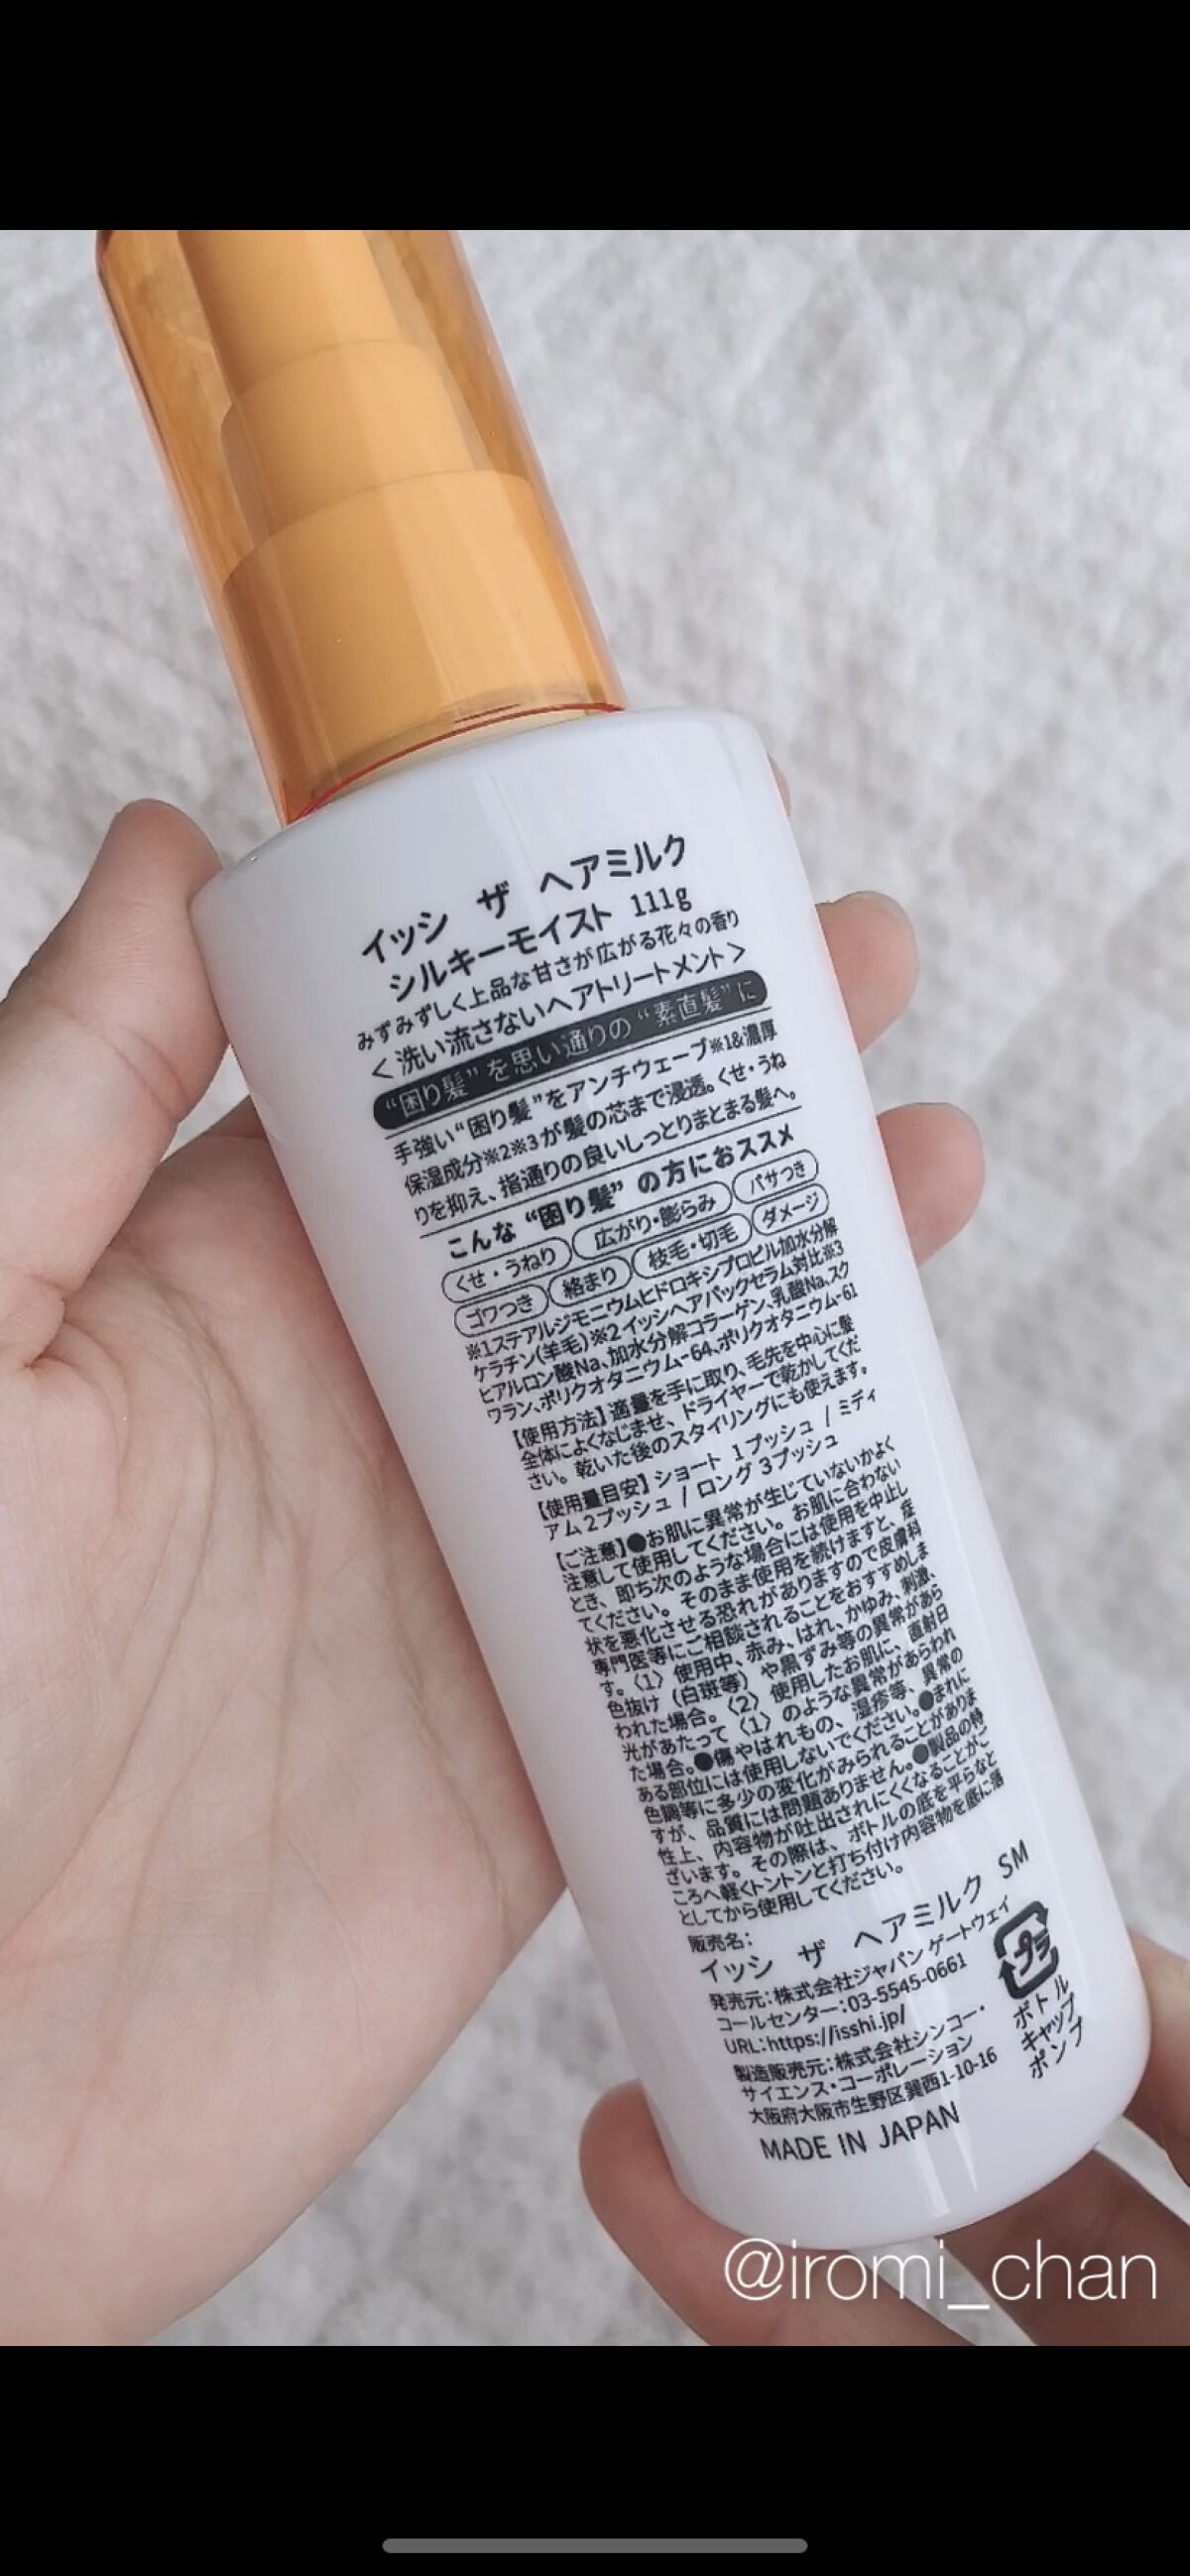 イッシ ザ ヘアミルク
シルキーモイスト 111g
みずみずしく上品な甘さが広がる花々の香り
＜洗い流さないヘアトリートメント＞
“困り髪”を思い通りの“素直髪”に
手強い“困り髪”をアンチウェーブ※1&濃厚
保湿成分※2※3が髪の芯まで浸透。くせ・うね
りを抑え、指通りの良いしっとりまとまる髪へ。
こんな“困り髪”の方におススメ
くせ・うねり 広がり・膨らみ パサつき
ゴワつき 絡まり 枝毛・切毛 ダメージ
※1ステアルジモニウムヒドロキシプロピル加水分解
ケラチン(羊毛)※2イッシヘアパックセラム対比※3
ヒアルロン酸Na、加水分解コラーゲン、乳酸Na、スク
ワラン、ポリクオタニウム-64、ポリクオタニウム-61
【使用方法】適量を手に取り、毛先を中心に髪
全体によくなじませ、ドライヤーで乾かしてくだ
さい。乾いた後のスタイリングにも使えます。
【使用量目安】ショート 1プッシュ / ミディ
アム2プッシュ / ロング 3プッシュ
【ご注意】●お肌に異常が生じていないかよく
注意して使用してください。お肌に合わない
とき、即ち次のような場合には使用を中止し
てください。そのまま使用を続けますと、症
状を悪化させる恐れがありますので皮膚科
専門医等にご相談されることをおすすめしま
す。〈1〉使用中、赤み、はれ、かゆみ、刺激、
色抜け（白斑等）や黒ずみ等の異常があら
われた場合。〈2〉使用したお肌に、直射日
光があたって〈1〉のような異常があらわれ
た場合。●傷やはれもの、湿疹等、異常の
ある部位には使用しないでください。●まれに
色調等に多少の変化がみられることがありま
すが、品質には問題ありません。●製品の特
性上、内容物が吐出されにくくなることがご
ざいます。その際は、ボトルの底を平らなと
ころへ軽くトントンと打ち付け内容物を底に落
としてから使用してください。
販売名：
イッシ ザ ヘアミルク SM
発売元：株式会社ジャパンゲートウェイ
コールセンター：03-5545-0661
URL：https://isshi.jp/
製造販売元：株式会社シンコー・
サイエンス・コーポレーション
大阪府大阪市生野区巽西1-10-16
MADE IN JAPAN
プラ
ボトル
キャップ
ポンプ
@iromi_chan